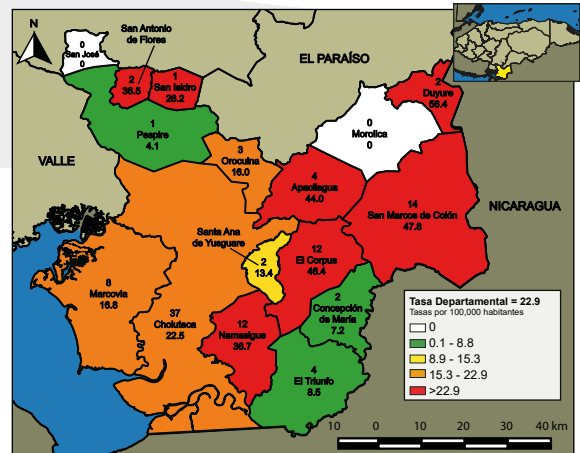 N
0
San José
0
San Antonio
de Flores
2
36.5
1
San Isidro
26.2
EL PARAÍSO
2
Duyure
56.4
0
Morolica
0
1
Pespire
4.1
VALLE
3
Orocuina
16.0
4
Apacilagua
44.0
14
San Marcos de Colón
47.8
NICARAGUA
Santa Ana
de Yusguare
2
13.4
12
El Corpus
46.4
8
Marcovia
16.8
37
Choluteca
22.5
12
Namasigue
36.7
2
Concepción
de María
7.2
4
El Triunfo
8.5
Tasa Departamental = 22.9
Tasas por 100,000 habitantes
0
0.1 - 8.8
8.9 - 15.3
15.3 - 22.9
>22.9
10 0 10 20 30 40 km